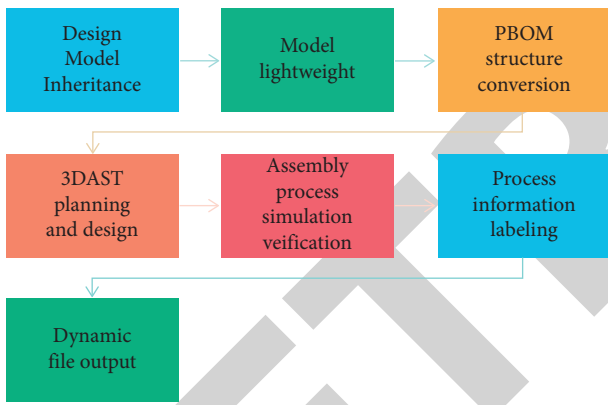 Design
Model
Inheritance
Model
lightweight
PBOM
structure
conversion
3DAST
planning
and design
Assembly
process
simulation
veification
Process
information
labeling
Dynamic
file output